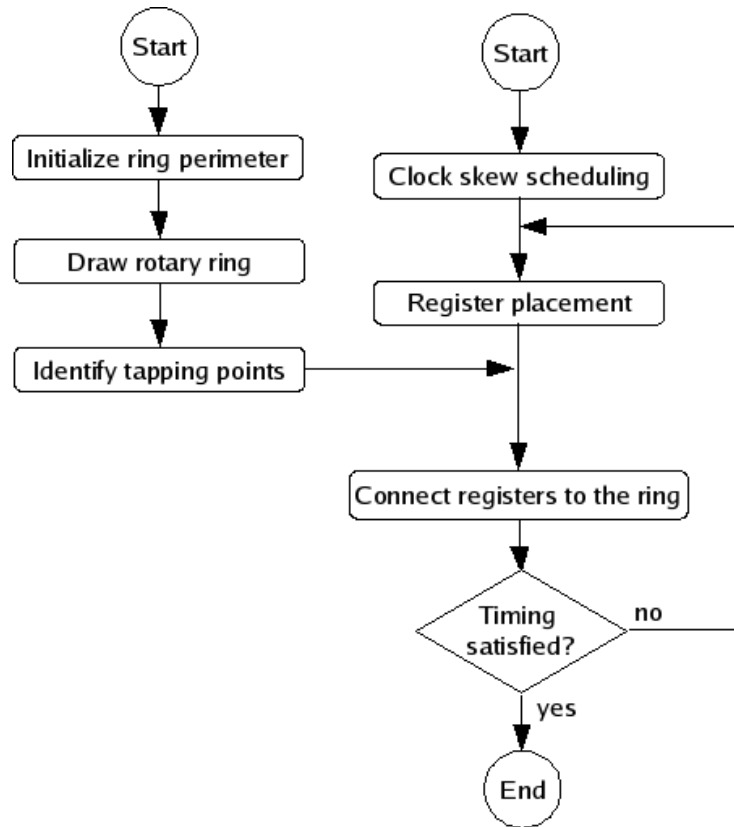 Start
Initialize ring perimeter
Draw rotary ring
Identify tapping points
Start
Clock skew scheduling
Register placement
Connect registers to the ring
Timing
satisfied?
no
yes
End